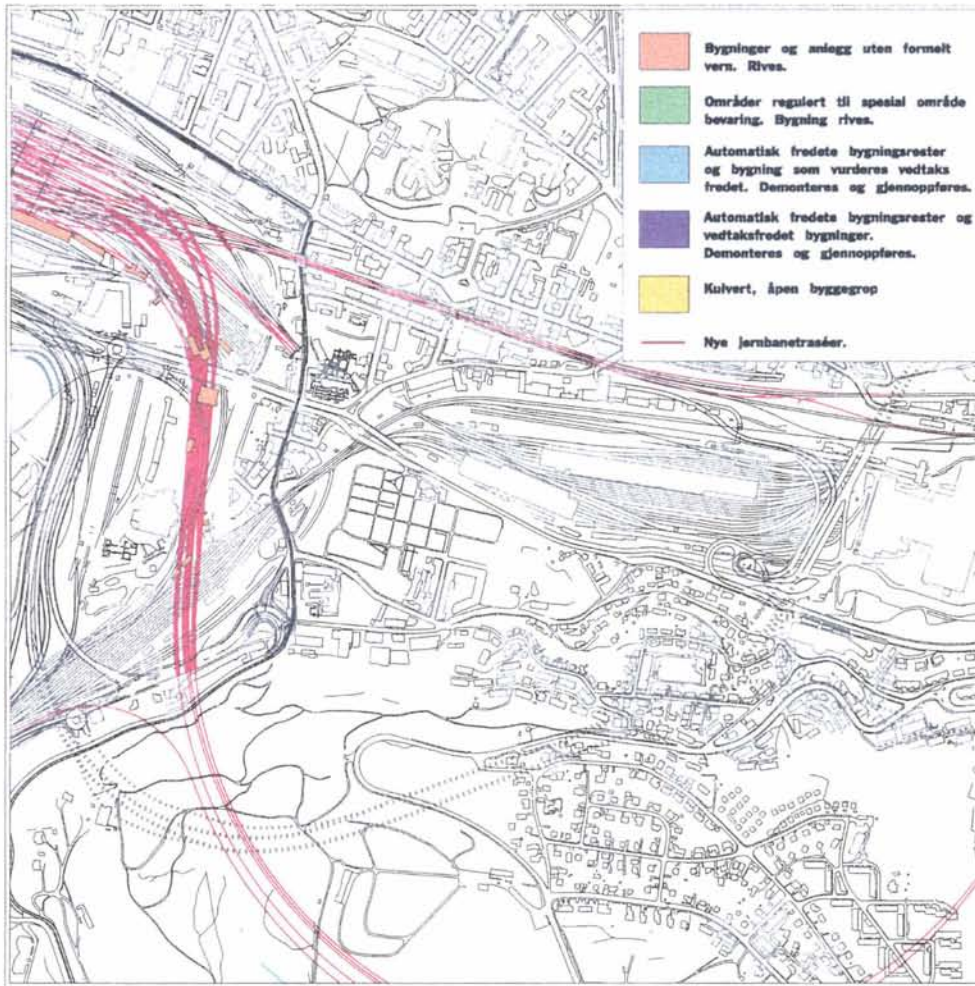 Bygninger og anlegg uten formelt
vern. Rives.
Områder regulert til spesial område
bevaring. Bygning rives.
Automatisk fredete bygningsrester
og bygning som vurderes vedtaks
fredet. Demonteres og gjennoppføres.
Automatisk fredete bygningsrester og
vedtaksfredet bygninger.
Demonteres og gjennoppføres.
Kulvert, åpen byggegrop
Nye jernbanetraséer.